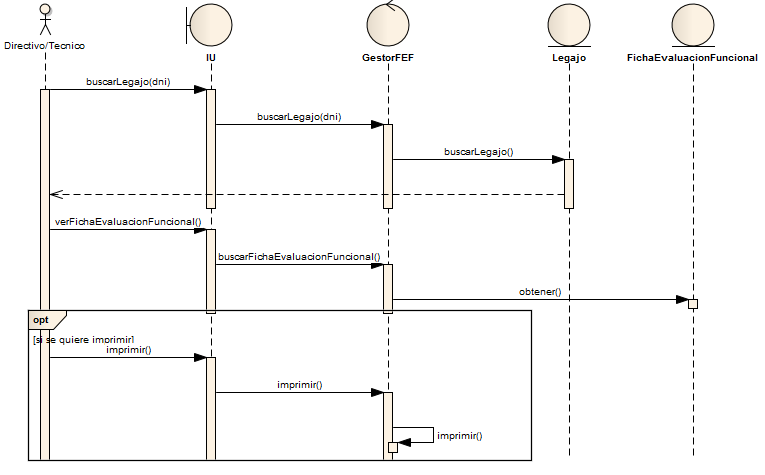 Directivo/Tecnico
IU
GestorFEF
Legajo
FichaEvaluacionFuncional
buscarLegajo(dni)
buscarLegajo(dni)
buscarLegajo()
verFichaEvaluacionFuncional()
buscarFichaEvaluacionFuncional()
obtener()
opt
[si se quiere imprimir]
imprimir()
imprimir()
imprimir()